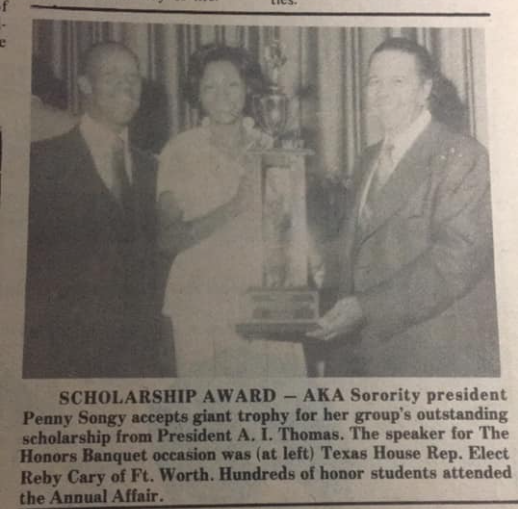 ties.
SCHOLARSHIP AWARD — AKA Sorority president
Penny Songy accepts giant trophy for her group's outstanding
scholarship from President A. I. Thomas. The speaker for The
Honors Banquet occasion was (at left) Texas House Rep. Elect
Reby Cary of Ft. Worth. Hundreds of honor students attended
the Annual Affair.